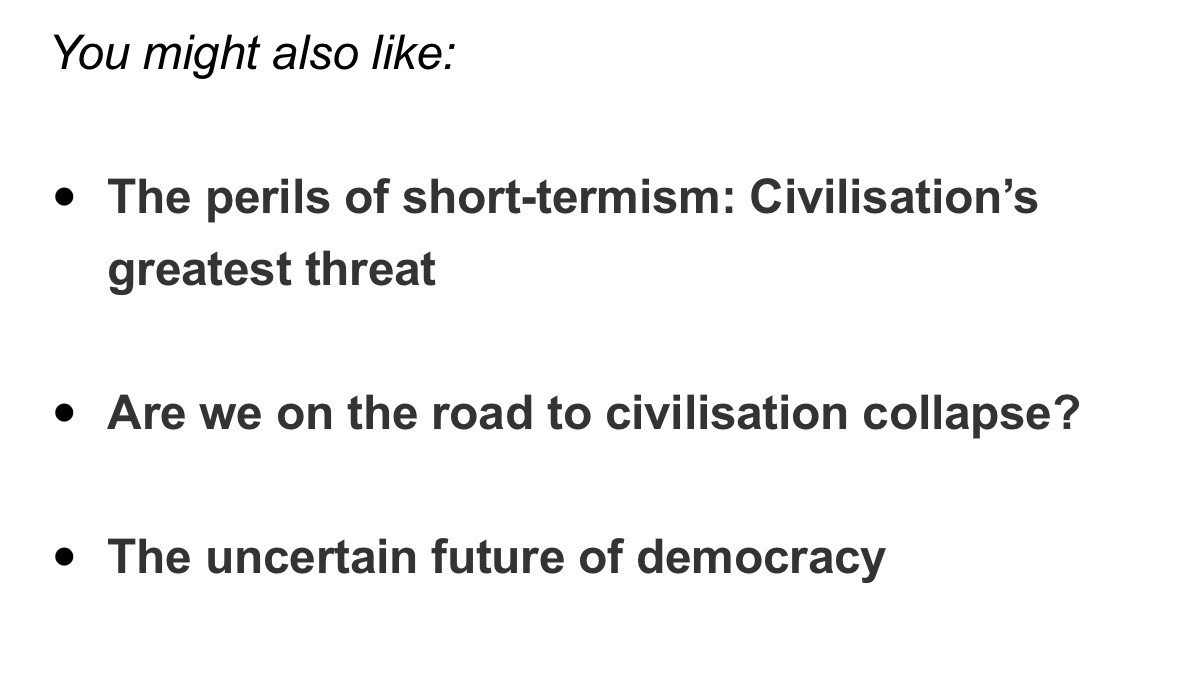 You might also like:
• The perils of short-termism: Civilisation’s
greatest threat
• Are we on the road to civilisation collapse?
• The uncertain future of democracy